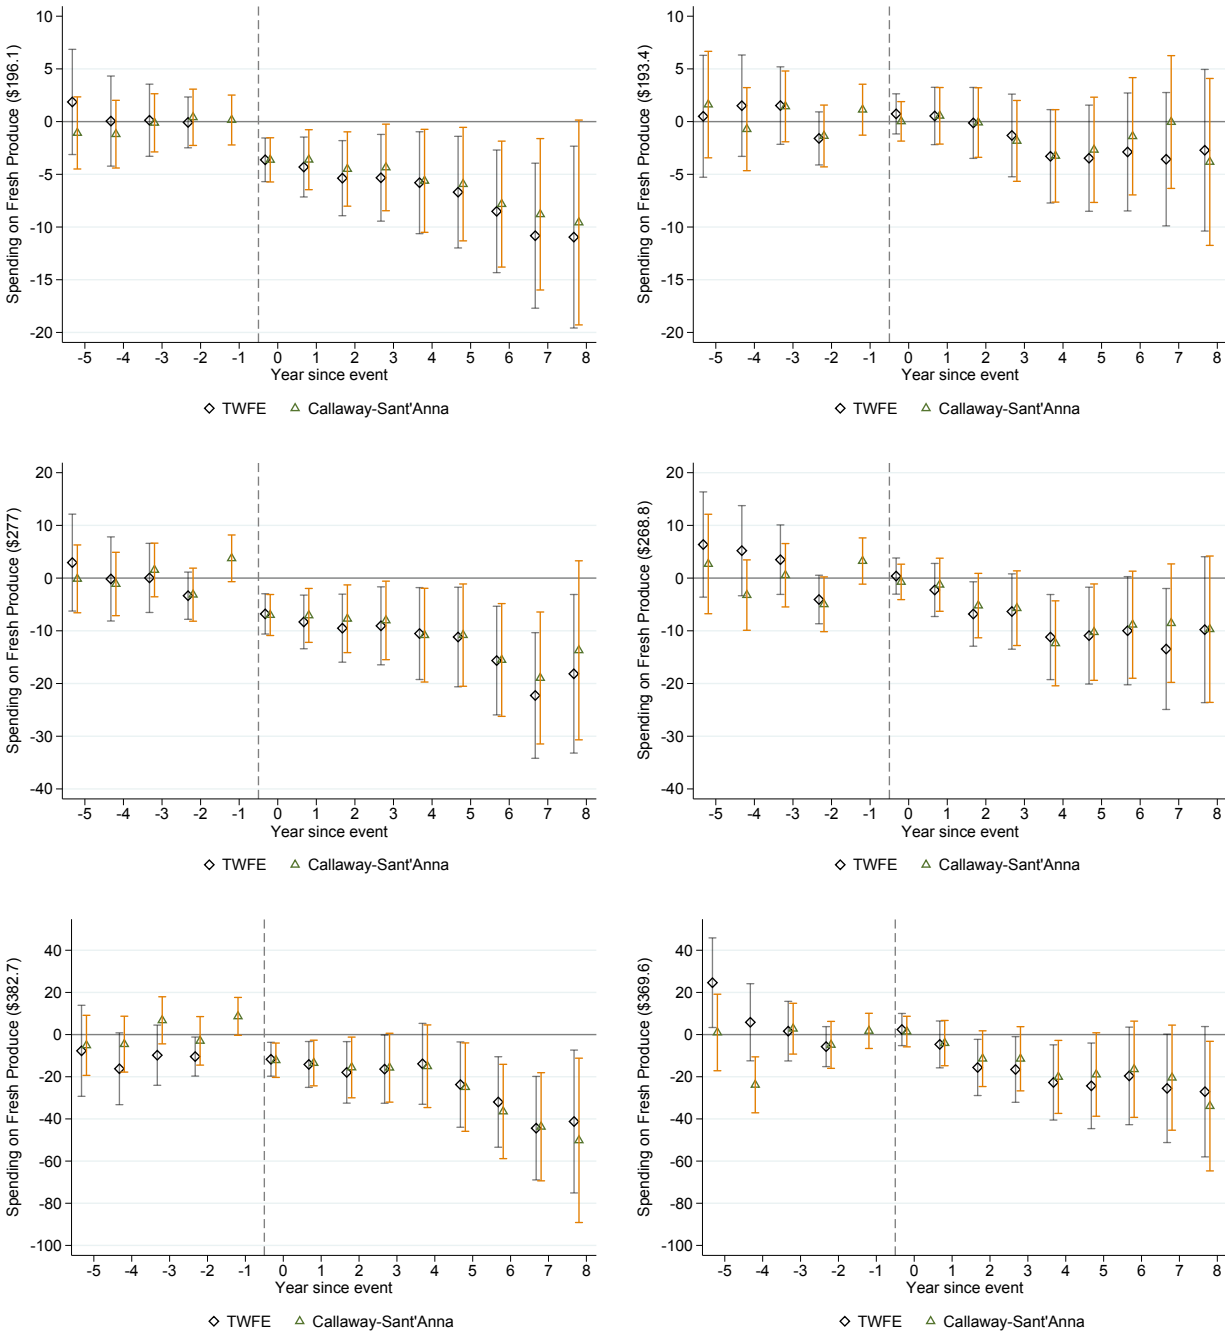 Spending on Fresh Produce ($196.1)
10
5
0
-5
-10
-15
-20
-5 -4 -3 -2 -1 0 1 2 3 4 5 6 7 8
Year since event
TWFE Callaway-Sant'Anna
Spending on Fresh Produce ($193.4)
10
5
0
-5
-10
-15
-20
-5 -4 -3 -2 -1 0 1 2 3 4 5 6 7 8
Year since event
TWFE Callaway-Sant'Anna
Spending on Fresh Produce ($277)
20
10
0
-10
-20
-30
-40
-5 -4 -3 -2 -1 0 1 2 3 4 5 6 7 8
Year since event
TWFE Callaway-Sant'Anna
Spending on Fresh Produce ($268.8)
20
10
0
-10
-20
-30
-40
-5 -4 -3 -2 -1 0 1 2 3 4 5 6 7 8
Year since event
TWFE Callaway-Sant'Anna
Spending on Fresh Produce ($382.7)
40
20
0
-20
-40
-60
-80
-100
-5 -4 -3 -2 -1 0 1 2 3 4 5 6 7 8
Year since event
TWFE Callaway-Sant'Anna
Spending on Fresh Produce ($369.6)
40
20
0
-20
-40
-60
-80
-100
-5 -4 -3 -2 -1 0 1 2 3 4 5 6 7 8
Year since event
TWFE Callaway-Sant'Anna